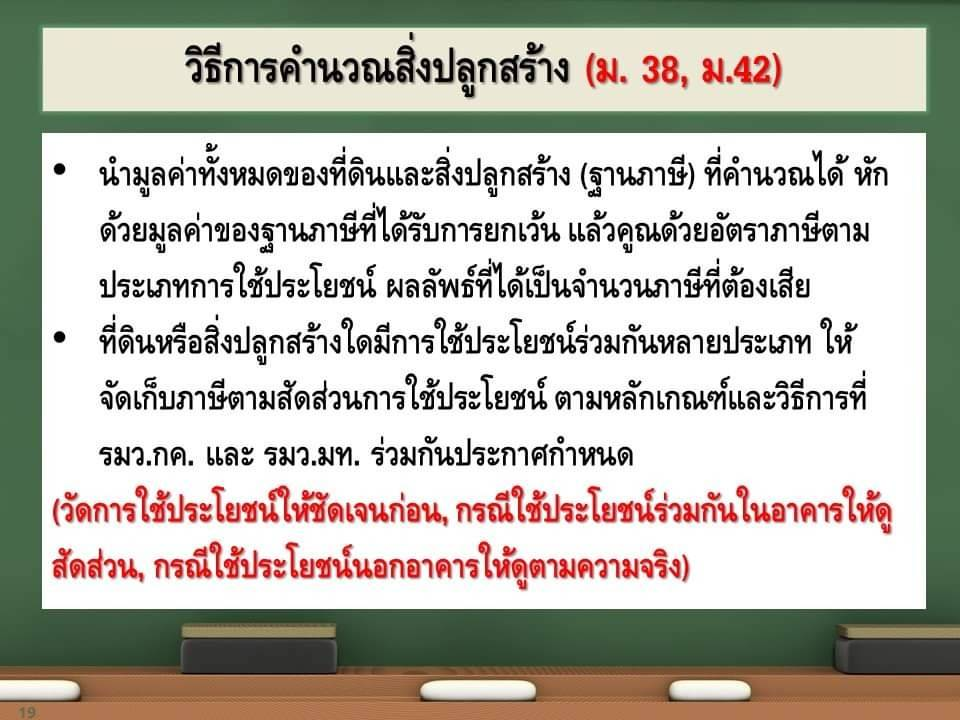 วิธีการคำนวณสิ่งปลูกสร้าง (ม. 38, ม.42)
• นำมูลค่าทั้งหมดของที่ดินและสิ่งปลูกสร้าง (ฐานภาษี) ที่คำนวณได้ หัก
ด้วยมูลค่าของฐานภาษีที่ได้รับการยกเว้น แล้วคูณด้วยอัตราภาษีตาม
ประเภทการใช้ประโยชน์ ผลลัพธ์ที่ได้เป็นจำนวนภาษีที่ต้องเสีย
• ที่ดินหรือสิ่งปลูกสร้างใดมีการใช้ประโยชน์ร่วมกันหลายประเภท ให้
จัดเก็บภาษีตามสัดส่วนการใช้ประโยชน์ ตามหลักเกณฑ์และวิธีการที่
รมว.กค. และ รมว.มท. ร่วมกันประกาศกำหนด
(วัดการใช้ประโยชน์ให้ชัดเจนก่อน, กรณีใช้ประโยชน์ร่วมกันในอาคารให้ดู
สัดส่วน, กรณีใช้ประโยชน์นอกอาคารให้ดูตามความจริง)
19